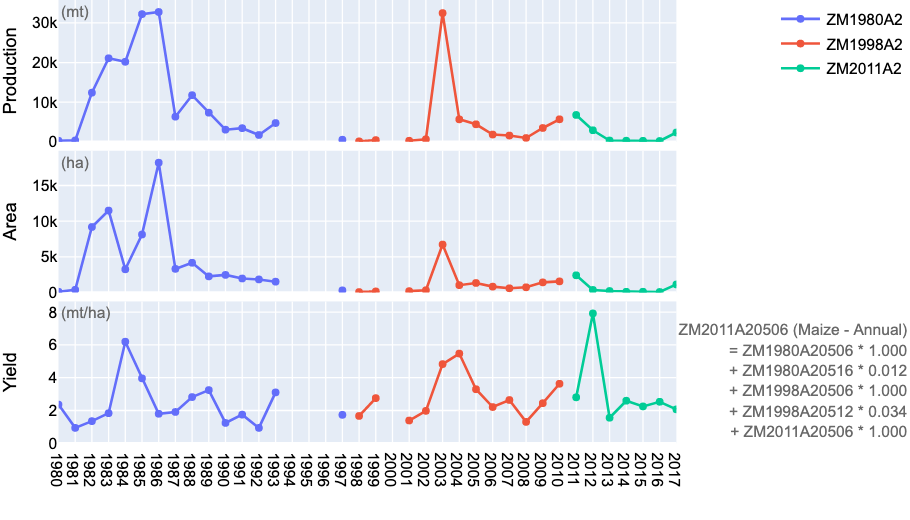 (mt)
Production
30k
20k
10k
0
ZM1980A2
ZM1998A2
ZM2011A2
(ha)
Area
15k
10k
5k
0
(mt/ha)
Yield
8
6
4
2
0
1980
1981
1982
1983
1984
1985
1986
1987
1988
1989
1990
1991
1992
1993
1994
1995
1996
1997
1998
1999
2000
2001
2002
2003
2004
2005
2006
2007
2008
2009
2010
2011
2012
2013
2014
2015
2016
2017
ZM2011A20506 (Maize - Annual)
= ZM1980A20506 * 1.000
+ ZM1980A20516 * 0.012
+ ZM1998A20506 * 1.000
+ ZM1998A20512 * 0.034
+ ZM2011A20506 * 1.000